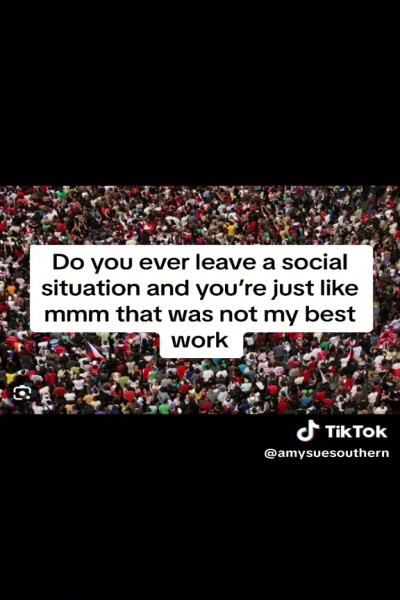 Do you ever leave a social
situation and you’re just like
mmm that was not my best
work
TikTok
@amysuesouthern